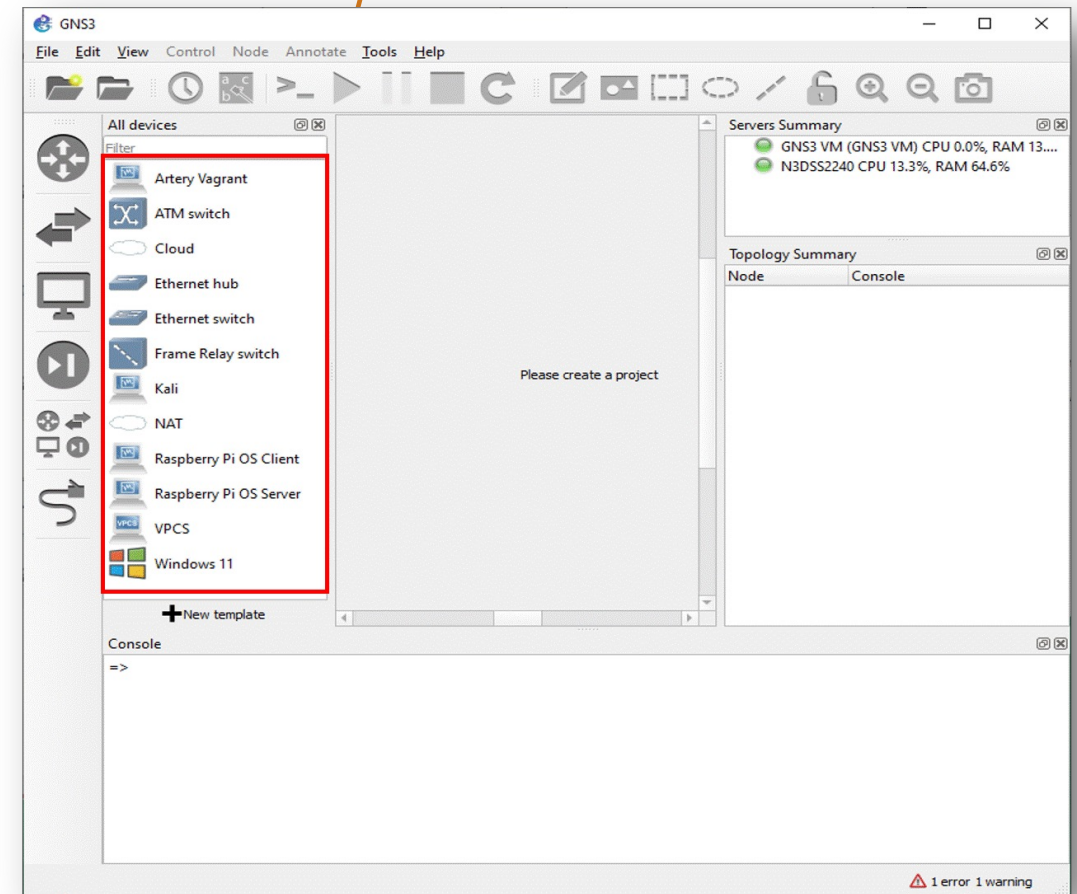 GNS3
File Edit View Control Node Annotate Tools Help
All devices
Filter
Artery Vagrant
ATM switch
Cloud
Ethernet hub
Ethernet switch
Frame Relay switch
Kali
NAT
Raspberry Pi OS Client
Raspberry Pi OS Server
VPCS
VPCS
Windows 11
New template
Please create a project
Servers Summary
GNS3 VM (GNS3 VM) CPU 0.0%, RAM 13....
N3DSS2240 CPU 13.3%, RAM 64.6%
Topology Summary
Node Console
Console
=>
1 error 1 warning